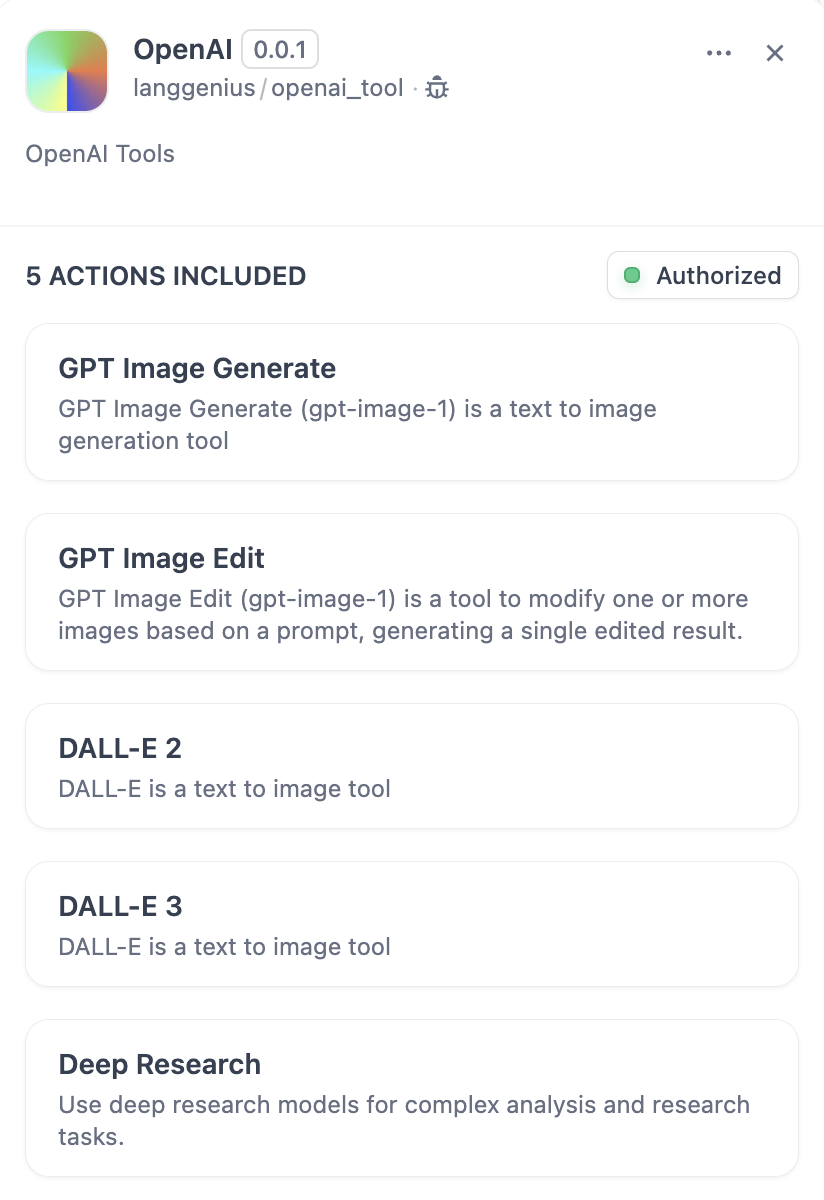 OpenAI 0.0.1
langgenius / openai_tool ·
OpenAI Tools
5 ACTIONS INCLUDED
Authorized
GPT Image Generate
GPT Image Generate (gpt-image-1) is a text to image
generation tool
GPT Image Edit
GPT Image Edit (gpt-image-1) is a tool to modify one or more
images based on a prompt, generating a single edited result.
DALL-E 2
DALL-E is a text to image tool
DALL-E 3
DALL-E is a text to image tool
Deep Research
Use deep research models for complex analysis and research
tasks.